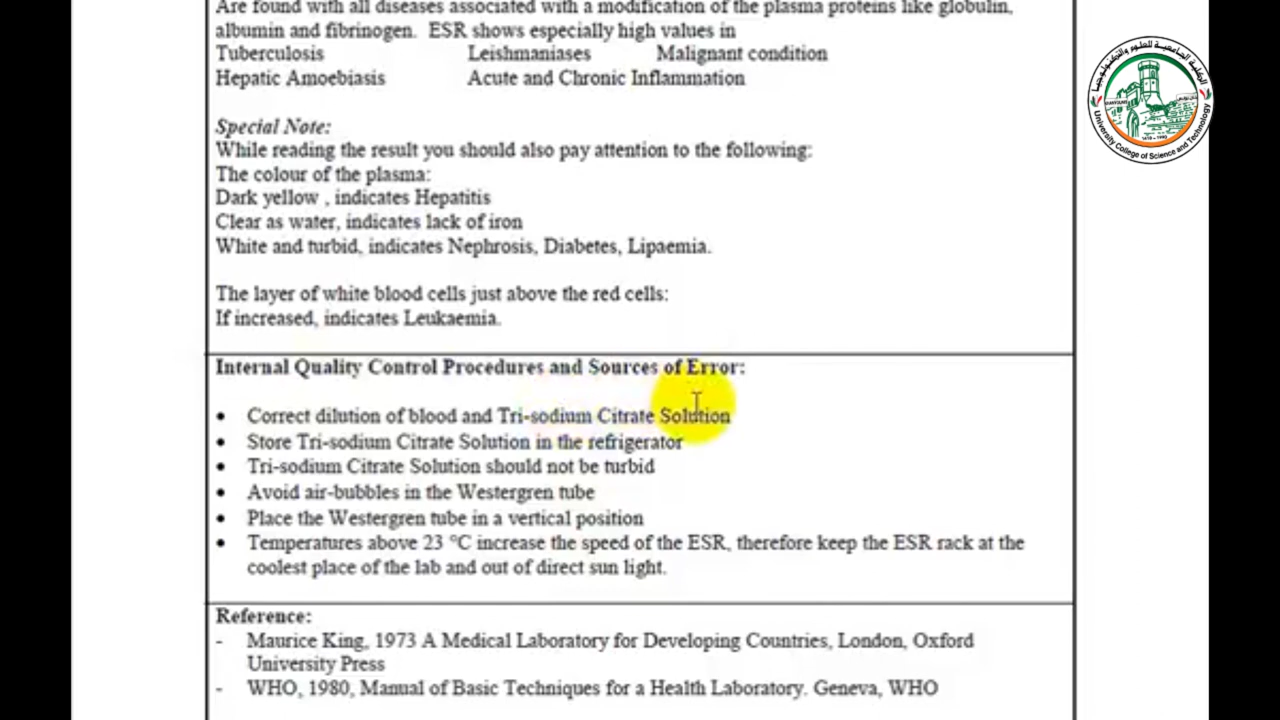 Are found with all diseases associated with a modification of the plasma proteins like globulin,
albumin and fibrinogen. ESR shows especially high values in
Tuberculosis Leishmaniases Malignant condition
Hepatic Amoebiasis Acute and Chronic Inflammation
Special Note:
While reading the result you should also pay attention to the following:
The colour of the plasma:
Dark yellow , indicates Hepatitis
Clear as water, indicates lack of iron
White and turbid, indicates Nephrosis, Diabetes, Lipaemia.
The layer of white blood cells just above the red cells:
If increased, indicates Leukaemia.
Internal Quality Control Procedures and Sources of Error:
• Correct dilution of blood and Tri-sodium Citrate Solution
• Store Tri-sodium Citrate Solution in the refrigerator
• Tri-sodium Citrate Solution should not be turbid
• Avoid air-bubbles in the Westergren tube
• Place the Westergren tube in a vertical position
• Temperatures above 23 °C increase the speed of the ESR, therefore keep the ESR rack at the
coolest place of the lab and out of direct sun light.
Reference:
- Maurice King, 1973 A Medical Laboratory for Developing Countries, London, Oxford
University Press
- WHO, 1980, Manual of Basic Techniques for a Health Laboratory. Geneva, WHO
الكلية الجامعية للعلوم والتكنولوجيا
University College of Science and Technology